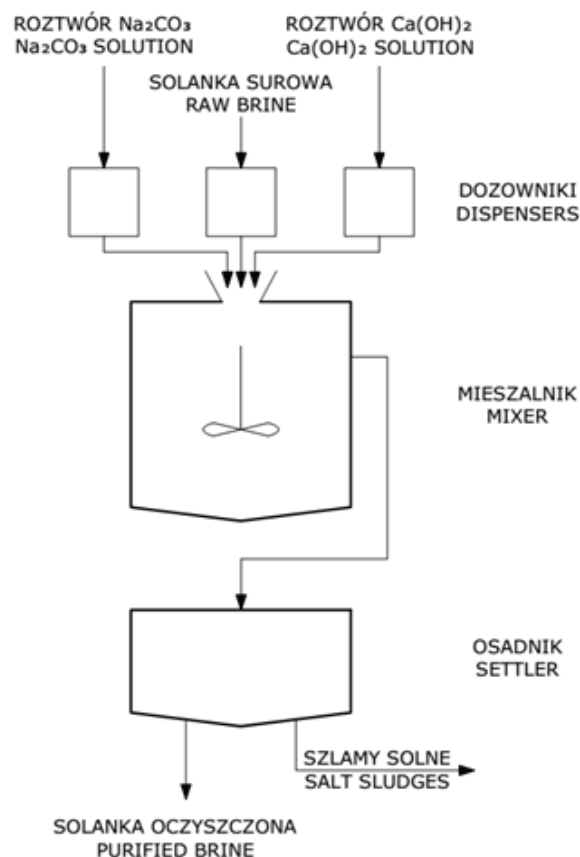 ROZTWÓR Na₂CO₃
Na₂CO₃ SOLUTION
ROZTWÓR Ca(OH)₂
Ca(OH)₂ SOLUTION
SOLANKA SUROWA
RAW BRINE
DOZOWNIKI
DISPENSERS
MIESZALNIK
MIXER
OSADNIK
SETTLER
SZLAMY SOLNE
SALT SLUDGES
SOLANKA OCZYSZCZONA
PURIFIED BRINE